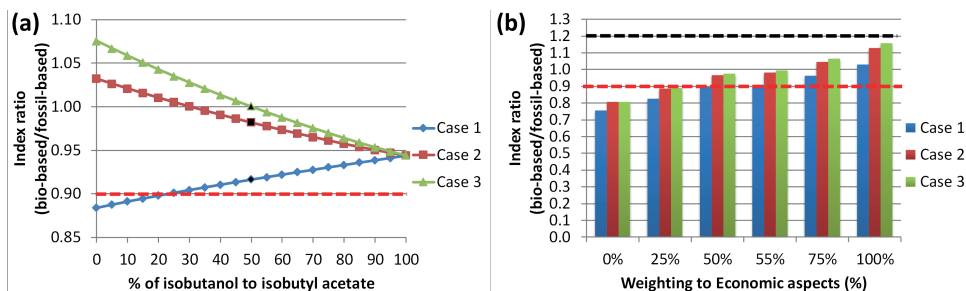 (a)
Index ratio
(bio-based/fossil-based)
1.10
1.05
1.00
0.95
0.90
0.85
0 10 20 30 40 50 60 70 80 90 100
% of isobutanol to isobutyl acetate
Case 1
Case 2
Case 3
(b)
Index ratio
(bio-based/fossil-based)
1.3
1.2
1.1
1.0
0.9
0.8
0.7
0.6
0.5
0.4
0.3
0.2
0.1
0.0
0% 25% 50% 55% 75% 100%
Weighting to Economic aspects (%)
Case 1
Case 2
Case 3